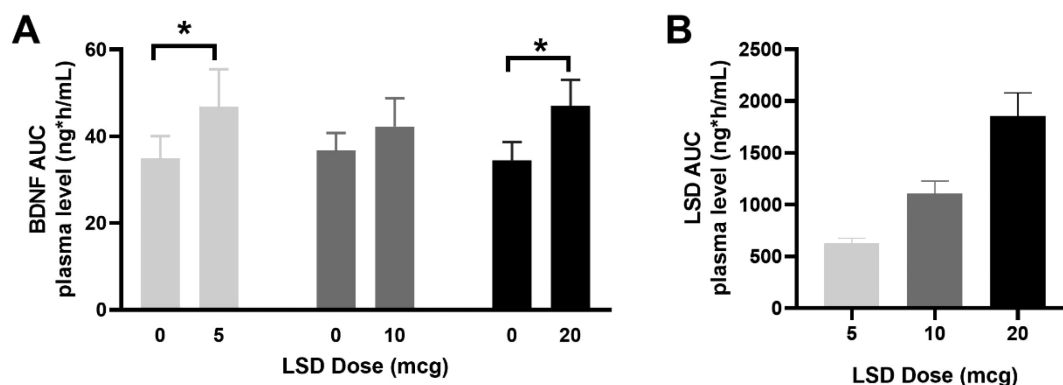 A
BDNF AUC
plasma level (ng*h/mL)
60
40
20
0
*
*
0 5 0 10 0 20
LSD Dose (mcg)
B
LSD AUC
plasma level (ng*h/mL)
2500
2000
1500
1000
500
0
5 10 20
LSD Dose (mcg)